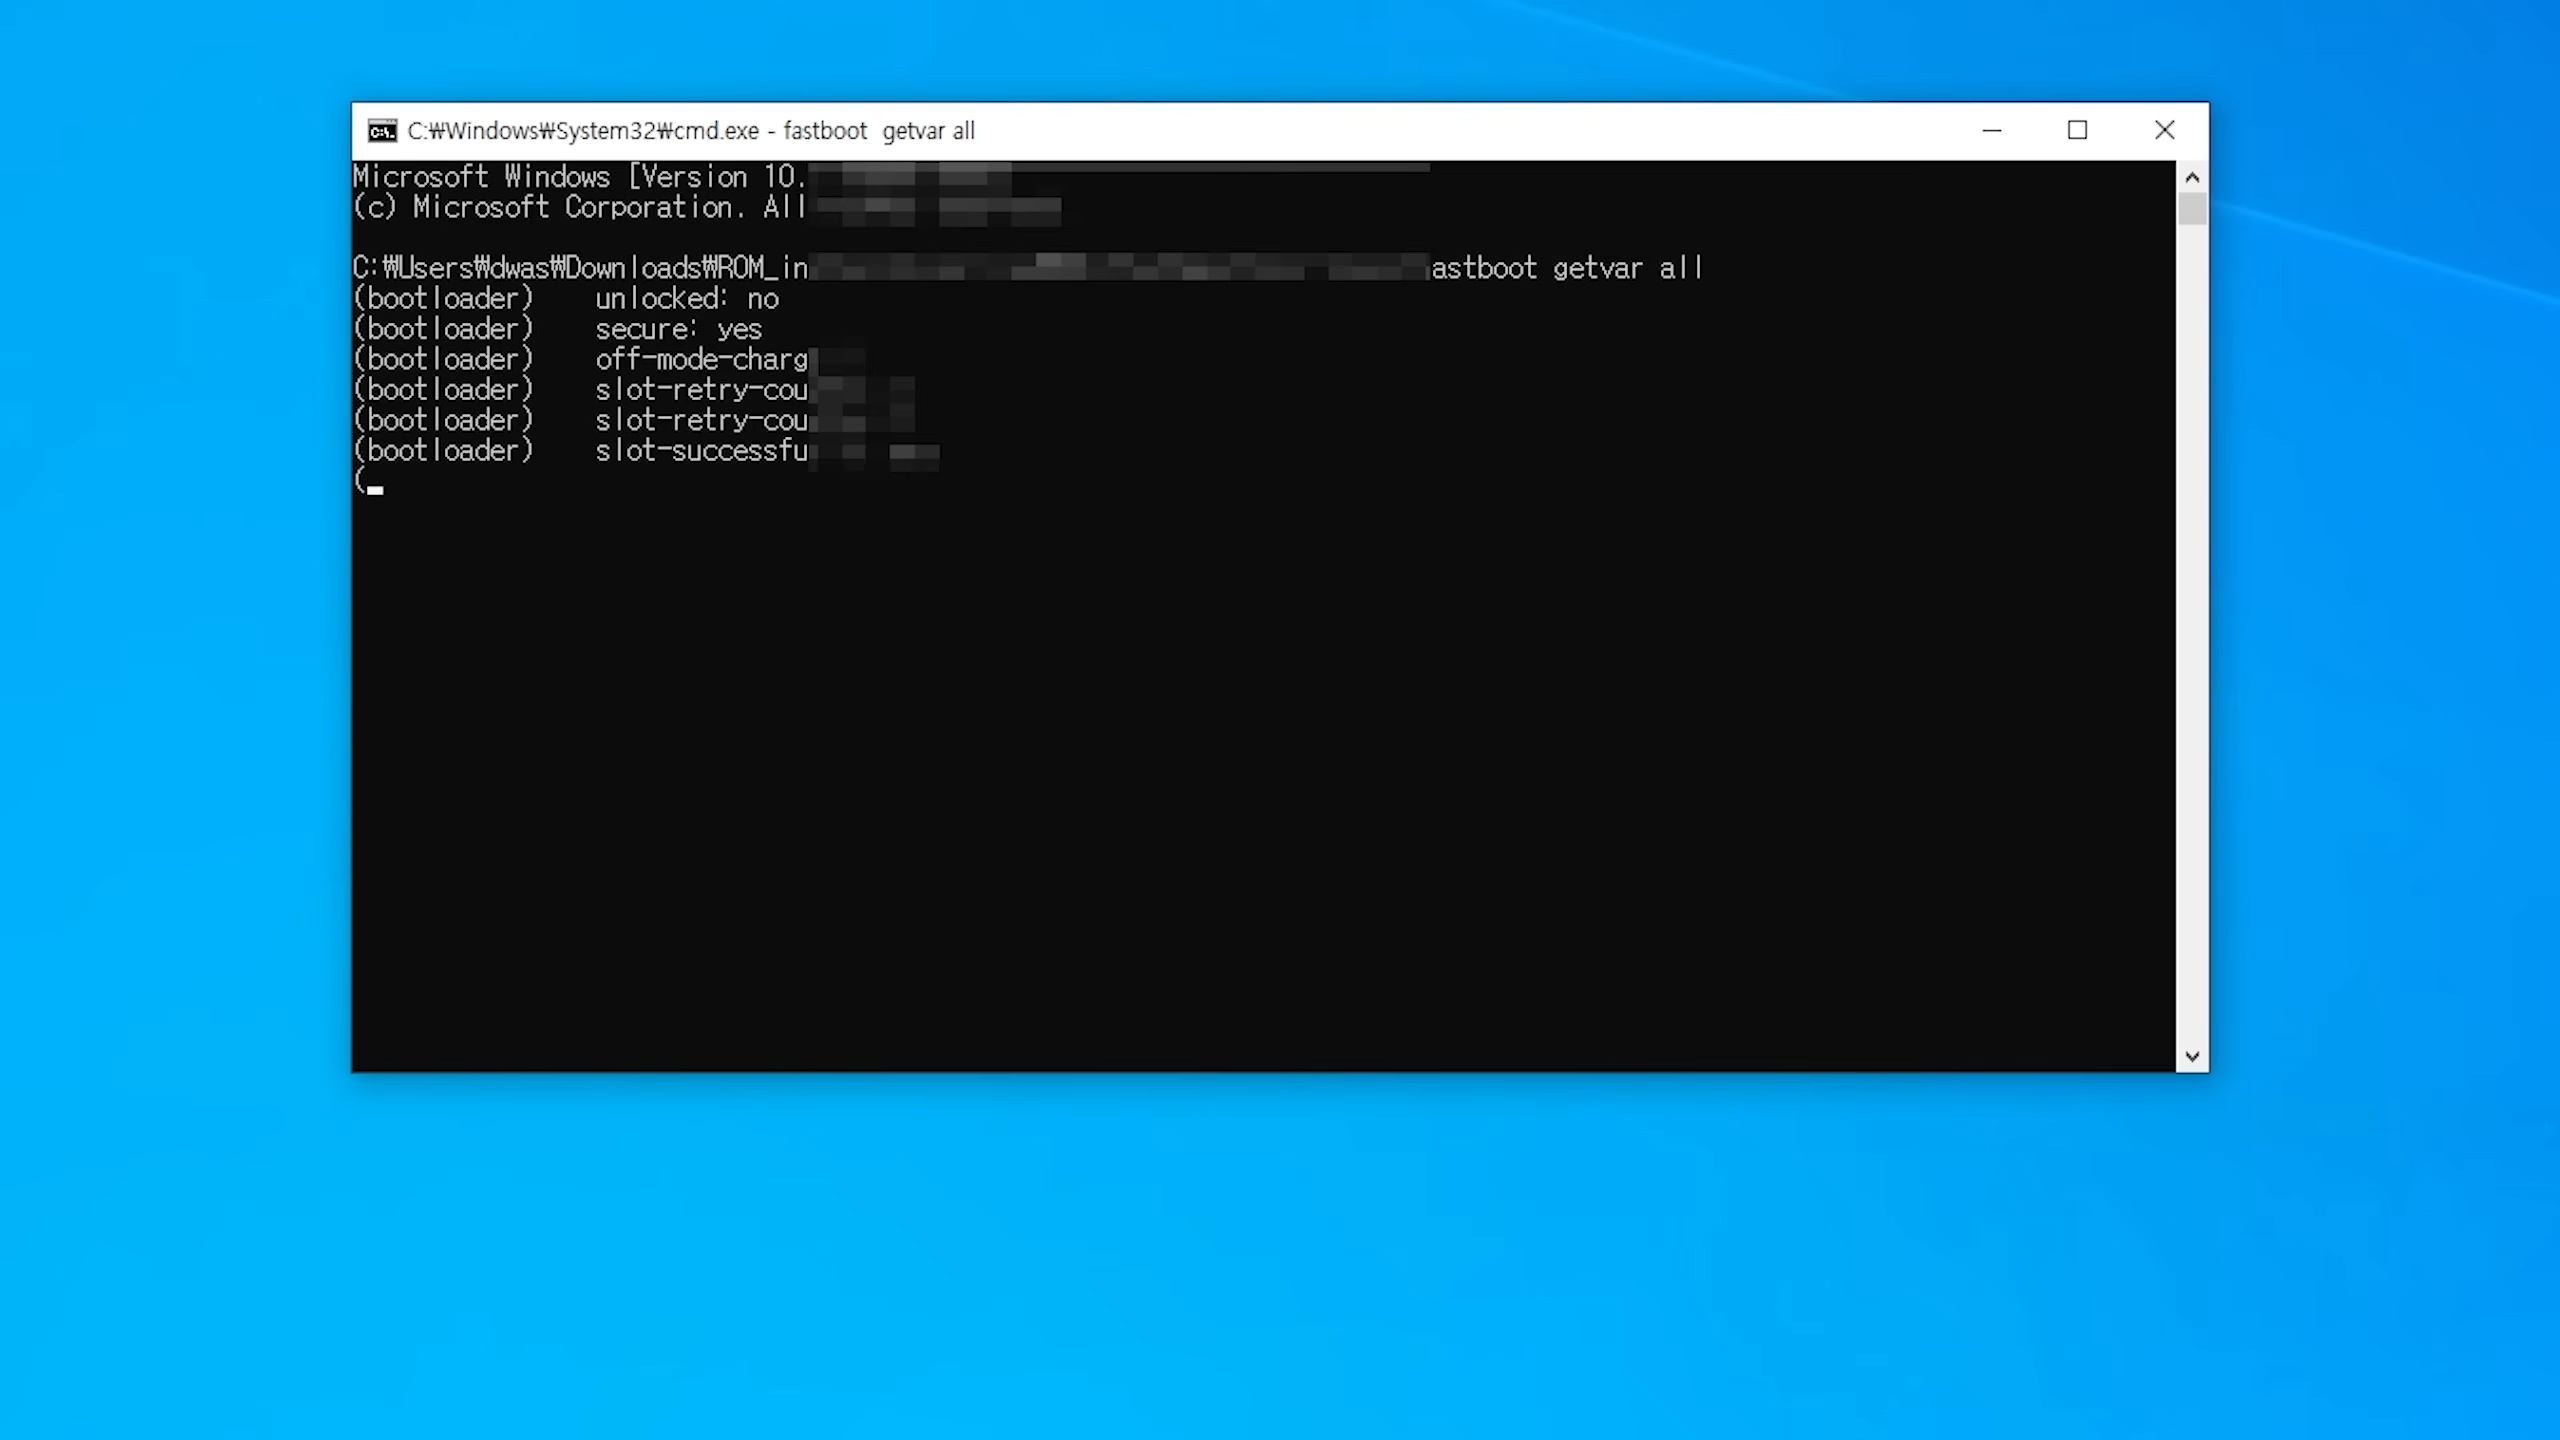 C:₩Windows₩System32₩cmd.exe - fastboot  getvar all
Microsoft Windows [Version 10.
(c) Microsoft Corporation. All
C:₩Users₩dwas₩Downloads₩ROM_in astboot getvar all
(bootloader)    unlocked: no
(bootloader)    secure: yes
(bootloader)    off-mode-charg
(bootloader)    slot-retry-cou
(bootloader)    slot-retry-cou
(bootloader)    slot-successfu
(